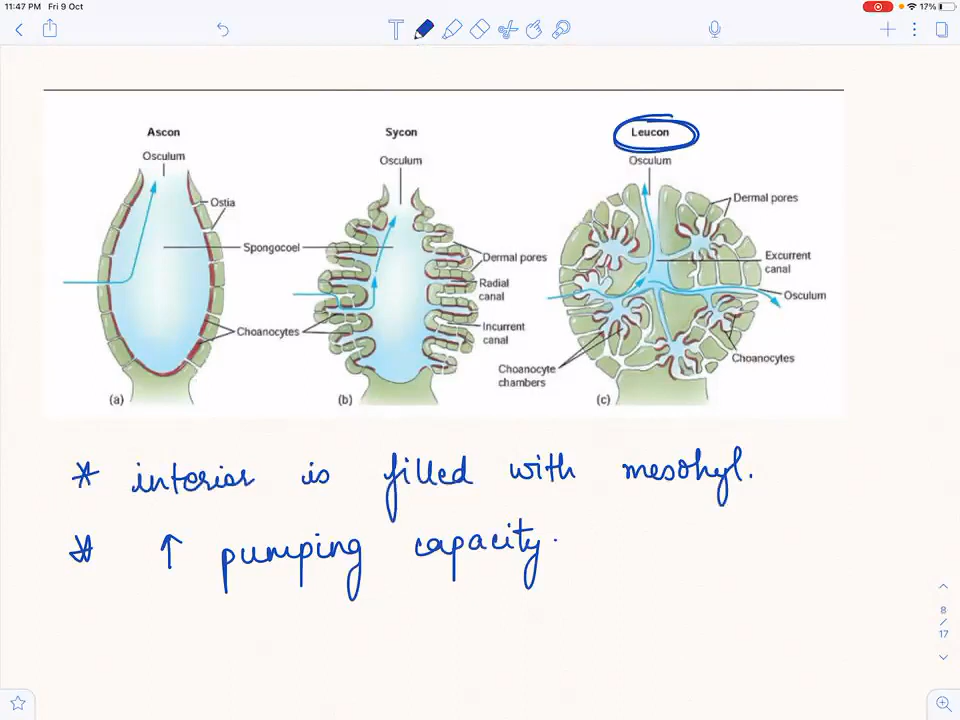 11:47 PM Fri 9 Oct
17%
Ascon
Sycon
Leucon
Osculum
Osculum
Osculum
Ostia
Dermal pores
Spongocoel
Dermal pores
Excurrent
canal
Radial
canal
Osculum
Choanocytes
Incurrent
canal
Choanocyte
chambers
Choanocytes
(a)
(b)
(c)
* interior is filled with mesohyl.
* ↑ pumping capacity.
8
/
17